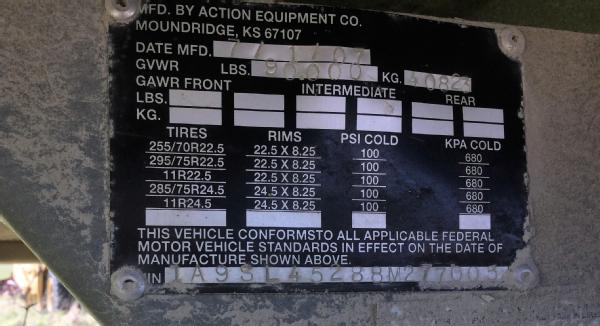 MFD. BY ACTION EQUIPMENT CO.
MOUNDRIDGE, KS 67107
DATE MFD.
GVWR LBS. 90,000 KG. 40823
GAWR FRONT INTERMEDIATE REAR
LBS.
KG.
TIRES RIMS PSI COLD KPA COLD
255/70R22.5 22.5 X 8.25 100 680
295/75R22.5 22.5 X 8.25 100 680
11R22.5 22.5 X 8.25 100 680
285/75R24.5 24.5 X 8.25 100 680
11R24.5 24.5 X 8.25 100 680
THIS VEHICLE CONFORMSTO ALL APPLICABLE FEDERAL
MOTOR VEHICLE STANDARDS IN EFFECT ON THE DATE OF
MANUFACTURE SHOWN ABOVE.
VIN